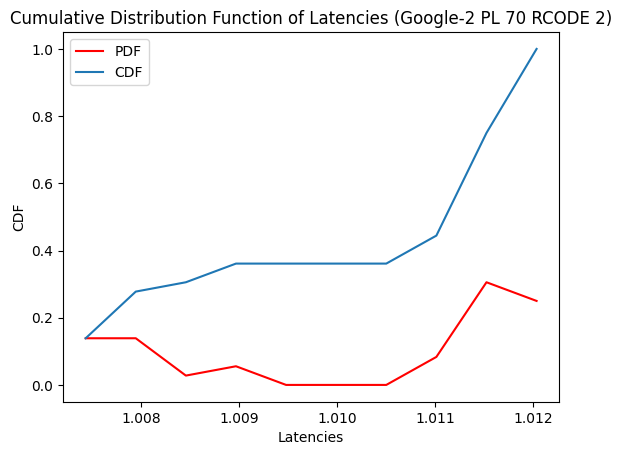 Cumulative Distribution Function of Latencies (Google-2 PL 70 RCODE 2)
PDF
CDF
1.0
0.8
0.6
0.4
0.2
0.0
CDF
1.008
1.009
1.010
1.011
1.012
Latencies